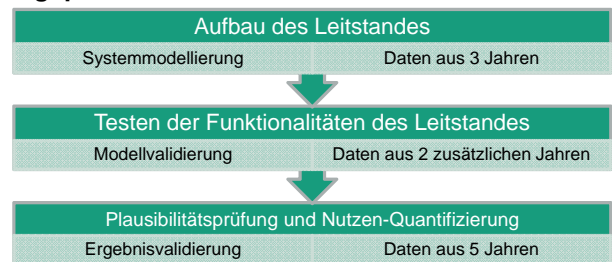 Aufbau des Leitstandes
Systemmodellierung Daten aus 3 Jahren
Testen der Funktionalitäten des Leitstandes
Modellvalidierung Daten aus 2 zusätzlichen Jahren
Plausibilitätsprüfung und Nutzen-Quantifizierung
Ergebnisvalidierung Daten aus 5 Jahren